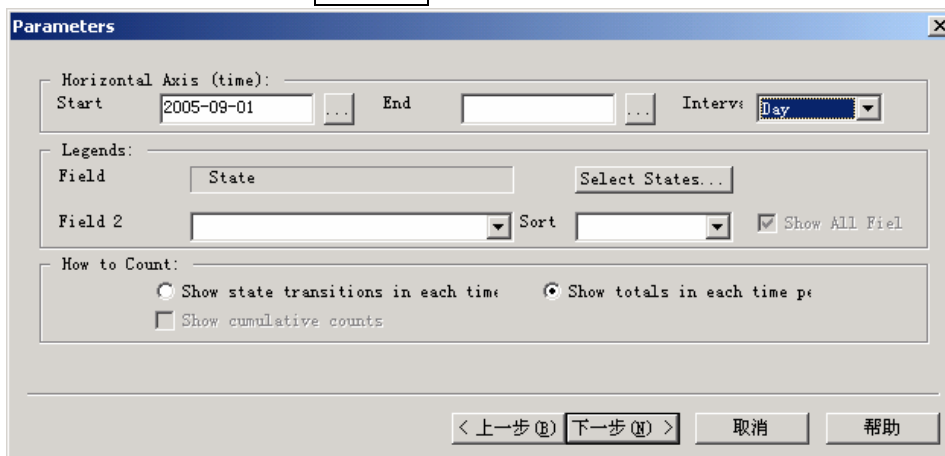 Parameters
Horizontal Axis (time):
Start 2005-09-01 ... End ... Interva Day
Legends:
Field State Select States...
Field 2 Sort Show All Fiel
How to Count:
Show state transitions in each time Show totals in each time pe
Show cumulative counts
< 上一步(B) 下一步(N) > 取消 帮助